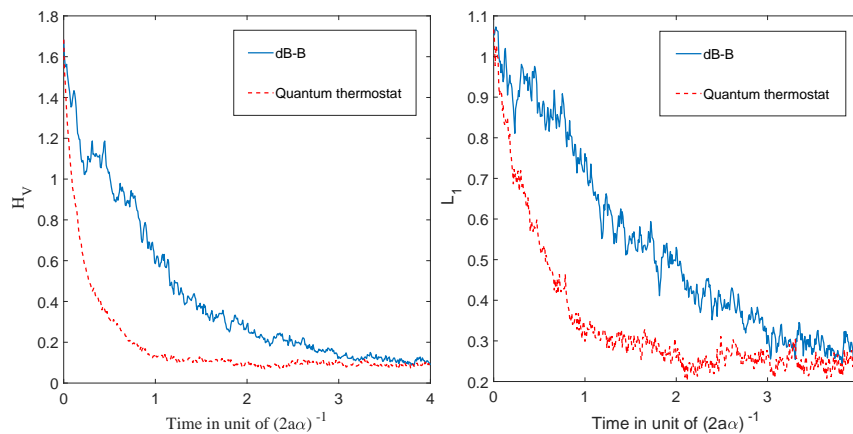 1.8
1.6
1.4
1.2
1
0.8
0.6
0.4
0.2
0
H_V
dB-B
Quantum thermostat
0 1 2 3 4
Time in unit of (2aα)^-1
1.1
1
0.9
0.8
0.7
0.6
0.5
0.4
0.3
0.2
L_1
dB-B
Quantum thermostat
0 1 2 3
Time in unit of (2aα)^-1